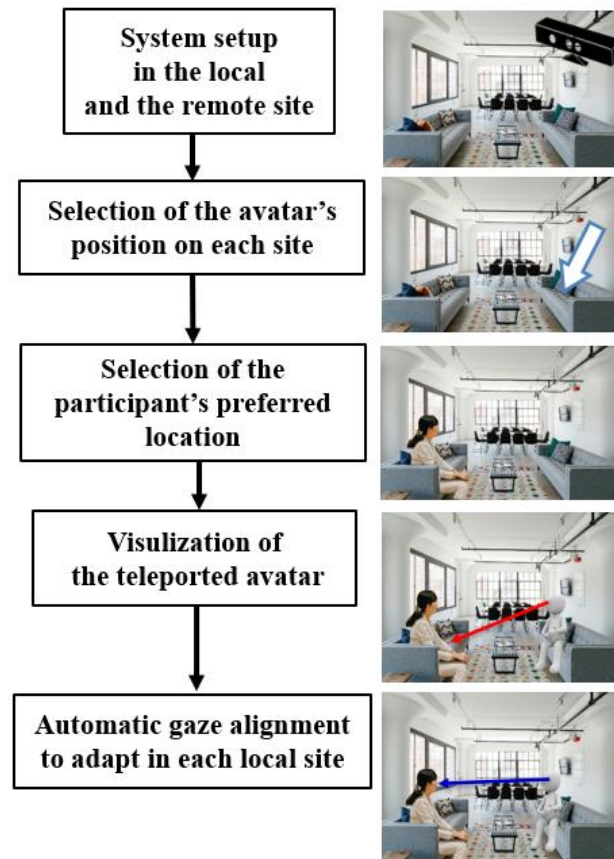 System setup
in the local
and the remote site
Selection of the avatar’s
position on each site
Selection of the
participant’s preferred
location
Visulization of
the teleported avatar
Automatic gaze alignment
to adapt in each local site